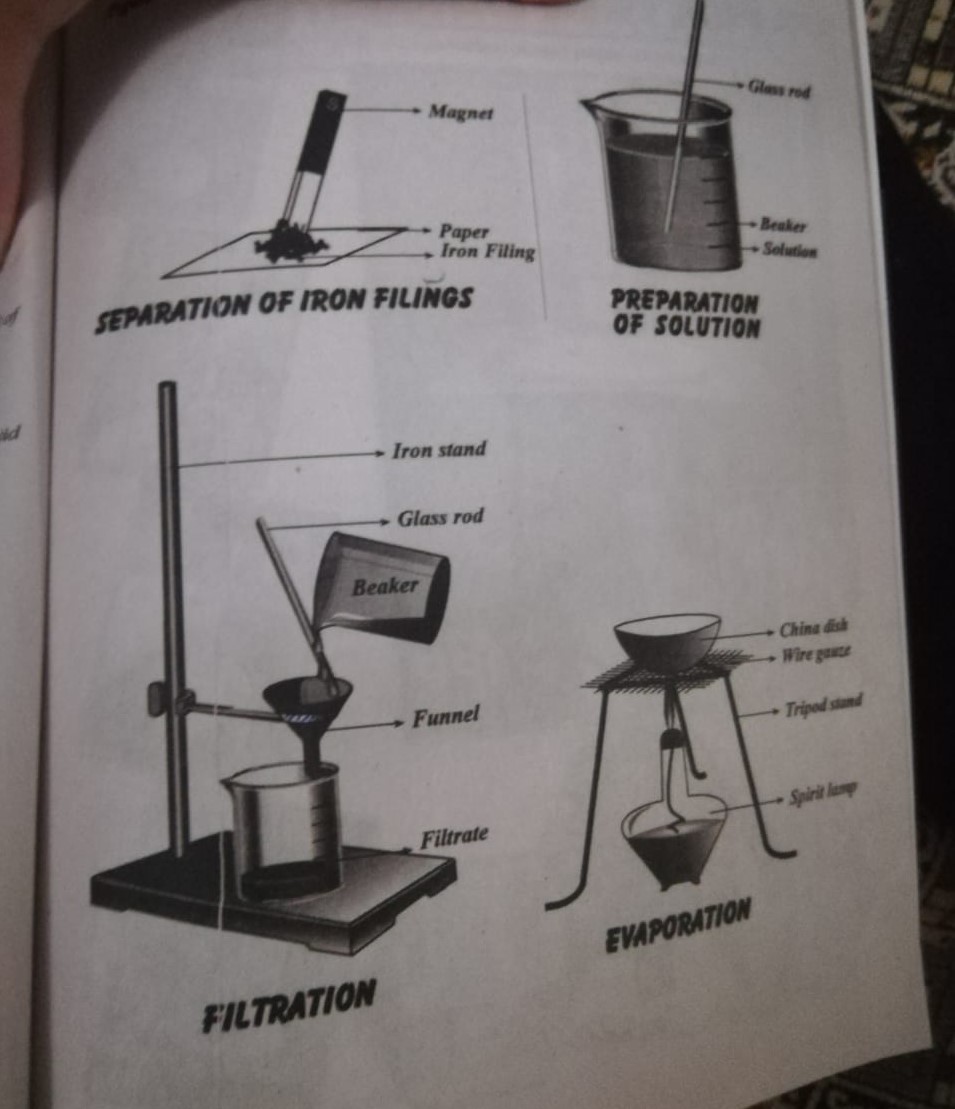 Magnet
Paper
Iron Filing
SEPARATION OF IRON FILINGS
Glass rod
Beaker
Solution
PREPARATION
OF SOLUTION
Iron stand
Glass rod
Beaker
Funnel
Filtrate
FILTRATION
China dish
Wire gauze
Tripod stand
Spirit lamp
EVAPORATION